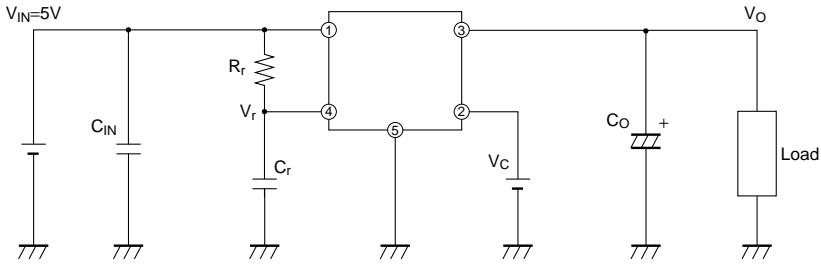 V_IN=5V
V_O
① ③
R_r
V_r ④ ②
C_IN
⑤
C_O +
C_r
V_C
Load